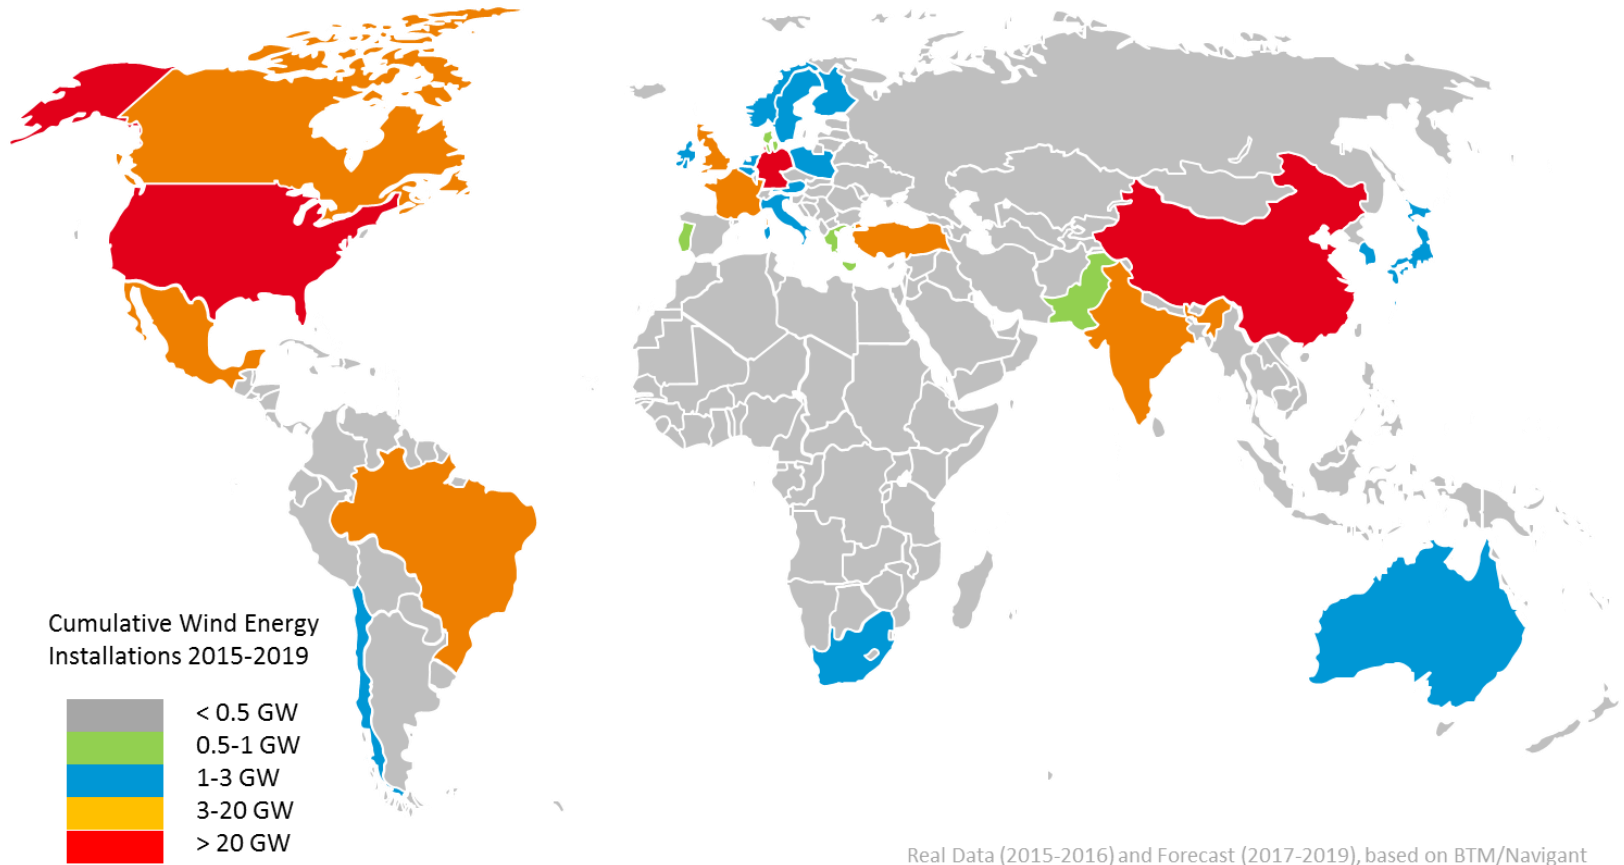 Cumulative Wind Energy
Installations 2015-2019
< 0.5 GW
0.5-1 GW
1-3 GW
3-20 GW
> 20 GW
Real Data (2015-2016) and Forecast (2017-2019), based on BTM/Navigant